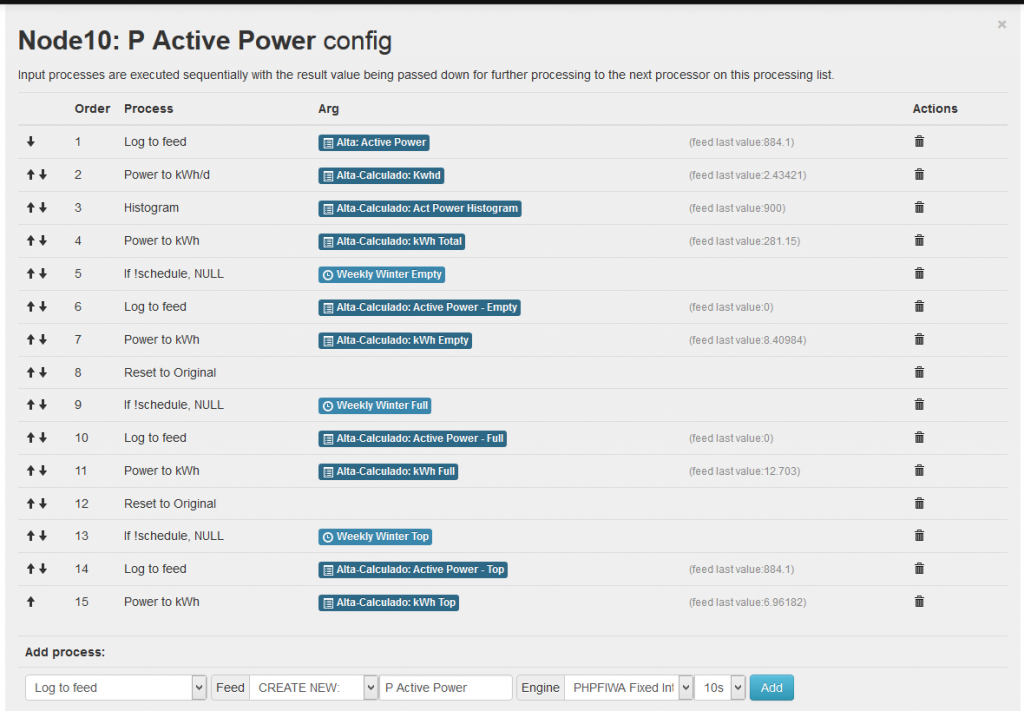 ×
Node10: P Active Power config
Input processes are executed sequentially with the result value being passed down for further processing to the next processor on this processing list.
Order Process Arg Actions
1 Log to feed Alta: Active Power (feed last value:884.1)
2 Power to kWh/d Alta-Calculado: Kwhd (feed last value:2.43421)
3 Histogram Alta-Calculado: Act Power Histogram (feed last value:900)
4 Power to kWh Alta-Calculado: kWh Total (feed last value:281.15)
5 If !schedule, NULL Weekly Winter Empty
6 Log to feed Alta-Calculado: Active Power - Empty (feed last value:0)
7 Power to kWh Alta-Calculado: kWh Empty (feed last value:8.40984)
8 Reset to Original
9 If !schedule, NULL Weekly Winter Full
10 Log to feed Alta-Calculado: Active Power - Full (feed last value:0)
11 Power to kWh Alta-Calculado: kWh Full (feed last value:12.703)
12 Reset to Original
13 If !schedule, NULL Weekly Winter Top
14 Log to feed Alta-Calculado: Active Power - Top (feed last value:884.1)
15 Power to kWh Alta-Calculado: kWh Top (feed last value:6.96182)
Add process:
Log to feed Feed CREATE NEW: P Active Power Engine PHPFIWA Fixed Int 10s Add